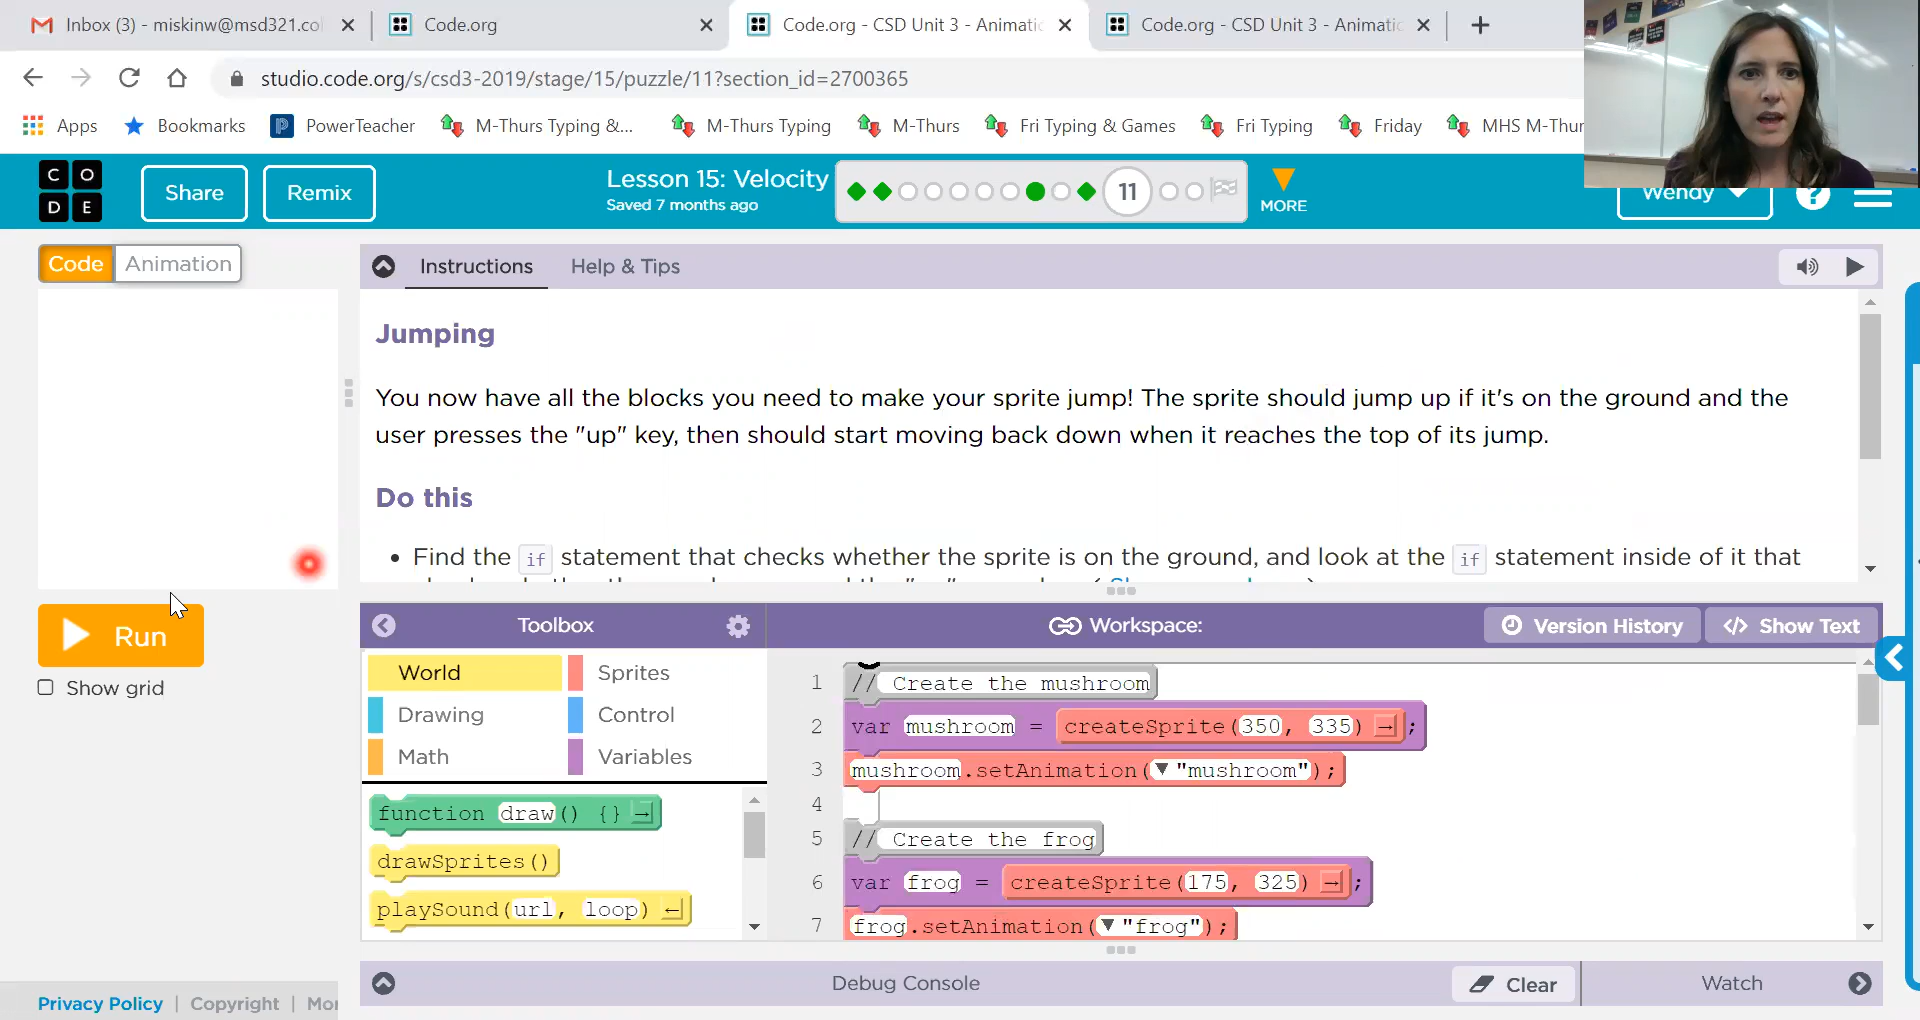 Inbox (3) - miskinw@msd321.co
Code.org
Code.org - CSD Unit 3 - Animatic
Code.org - CSD Unit 3 - Animatic
studio.code.org/s/csd3-2019/stage/15/puzzle/11?section_id=2700365
Apps
Bookmarks
PowerTeacher
M-Thurs Typing &...
M-Thurs Typing
M-Thurs
Fri Typing & Games
Fri Typing
Friday
MHS M-Thur
C O
D E
Share
Remix
Lesson 15: Velocity
Saved 7 months ago
11
MORE
Wendy
?
Code
Animation
Instructions
Help & Tips
Jumping
You now have all the blocks you need to make your sprite jump! The sprite should jump up if it's on the ground and the
user presses the "up" key, then should start moving back down when it reaches the top of its jump.
Do this
• Find the if statement that checks whether the sprite is on the ground, and look at the if statement inside of it that
Run
Show grid
Toolbox
Workspace:
Version History
</> Show Text
World
Sprites
Drawing
Control
Math
Variables
function draw() {}
drawSprites()
playSound(url, loop)
1 // Create the mushroom
2 var mushroom = createSprite(350, 335);
3 mushroom.setAnimation("mushroom");
4
5 // Create the frog
6 var frog = createSprite(175, 325);
7 frog.setAnimation("frog");
Debug Console
Clear
Watch
Privacy Policy | Copyright | Mor